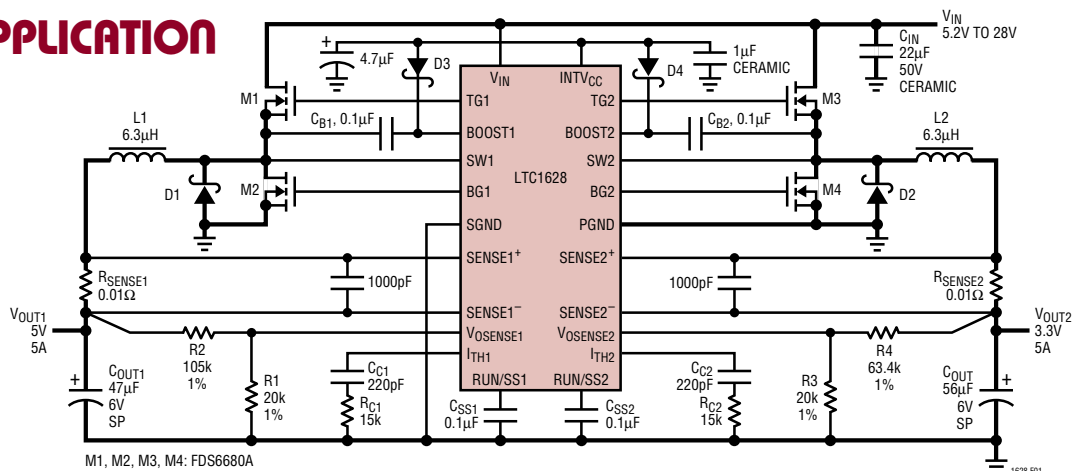 PPLICATION
VIN
5.2V TO 28V
CIN
22μF
50V
CERAMIC
4.7μF
+
D3
D4
1μF
CERAMIC
VIN
INTVCC
M1
TG1
TG2
M3
CB1, 0.1μF
BOOST1
BOOST2
CB2, 0.1μF
L1
6.3μH
L2
6.3μH
SW1
SW2
LTC1628
D1
M2
BG1
BG2
M4
D2
SGND
PGND
SENSE1+
SENSE2+
RSENSE1
0.01Ω
1000pF
1000pF
RSENSE2
0.01Ω
SENSE1–
SENSE2–
VOUT1
5V
5A
VOSENSE1
VOSENSE2
VOUT2
3.3V
5A
R2
105k
1%
R4
63.4k
1%
ITH1
ITH2
+
COUT1
47μF
6V
SP
R1
20k
1%
CC1
220pF
RC1
15k
RUN/SS1
RUN/SS2
CSS1
0.1μF
CSS2
0.1μF
CC2
220pF
RC2
15k
R3
20k
1%
COUT
56μF
6V
SP
+
M1, M2, M3, M4: FDS6680A
1628 F01